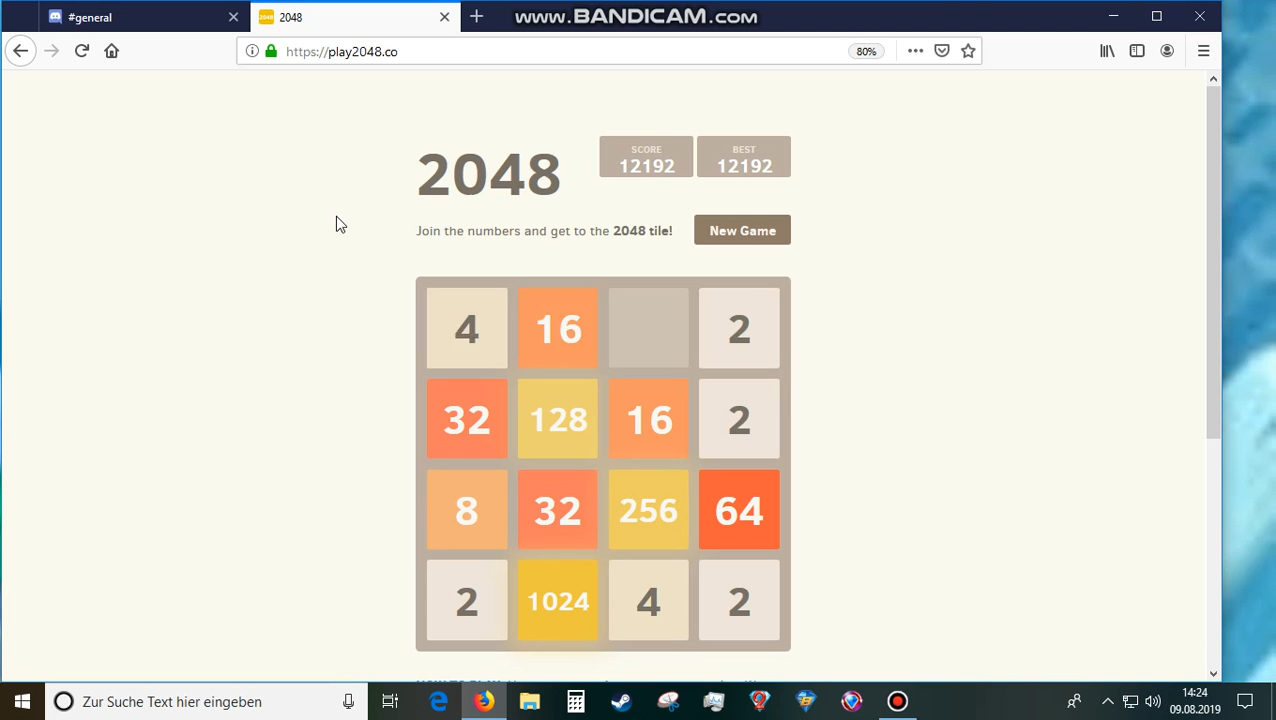 #general
2048
2048
www.BANDICAM.com
https://play2048.co
80%
2048
SCORE
12192
BEST
12192
Join the numbers and get to the 2048 tile!
New Game
4 16 2
32 128 16 2
8 32 256 64
2 1024 4 2
Zur Suche Text hier eingeben
14:24
09.08.2019